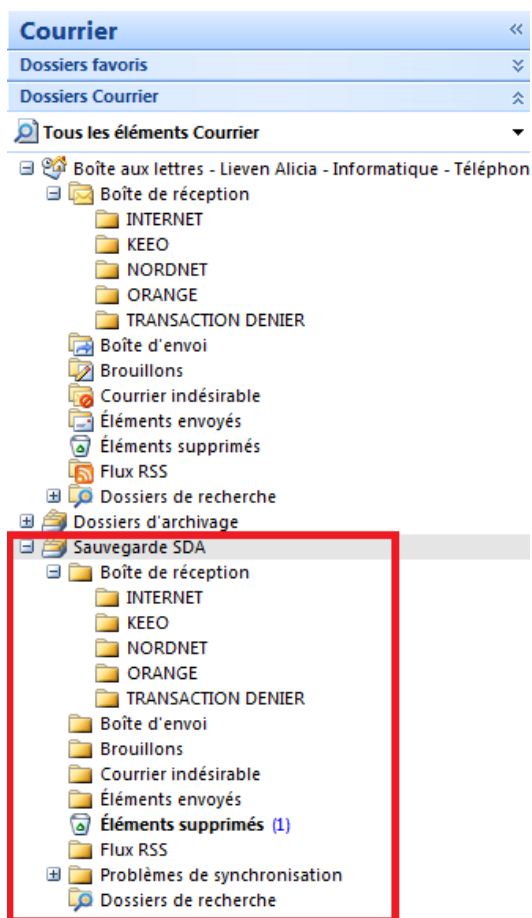 Courrier
Dossiers favoris
Dossiers Courrier
Tous les éléments Courrier
Boîte aux lettres - Lieven Alicia - Informatique - Téléphon
Boîte de réception
INTERNET
KEEO
NORDNET
ORANGE
TRANSACTION DENIER
Boîte d'envoi
Brouillons
Courrier indésirable
Éléments envoyés
Éléments supprimés
Flux RSS
Dossiers de recherche
Dossiers d'archivage
Sauvegarde SDA
Boîte de réception
INTERNET
KEEO
NORDNET
ORANGE
TRANSACTION DENIER
Boîte d'envoi
Brouillons
Courrier indésirable
Éléments envoyés
Éléments supprimés (1)
Flux RSS
Problèmes de synchronisation
Dossiers de recherche